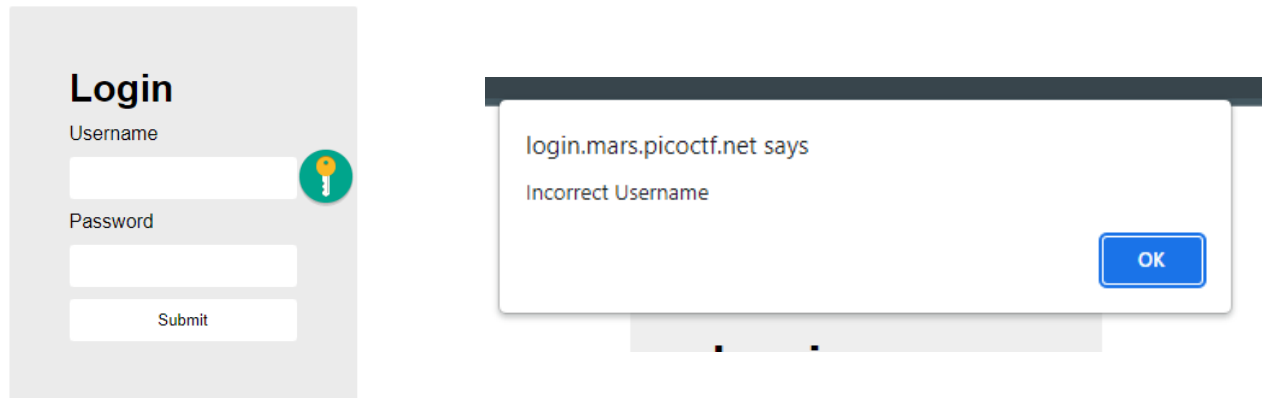 Login
Username
Password
Submit
login.mars.picoctf.net says
Incorrect Username
OK